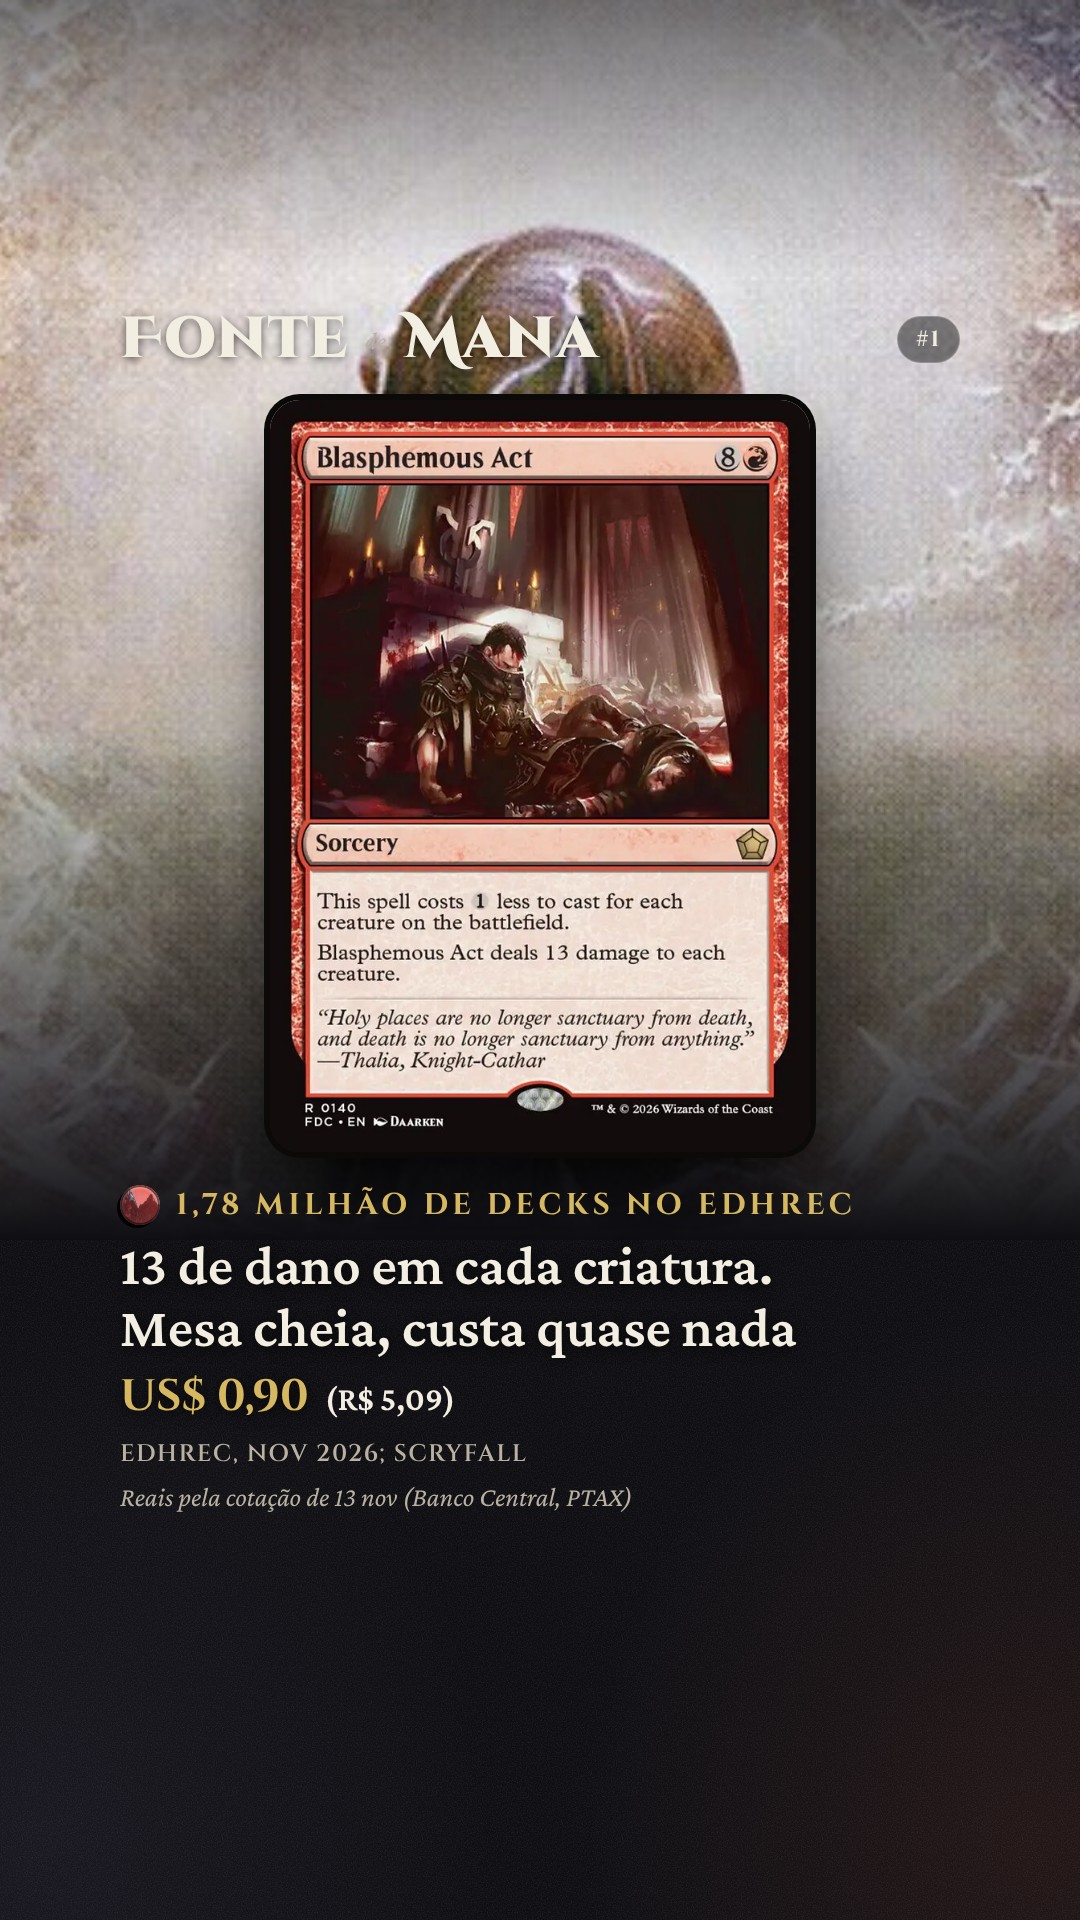 FONTE MANA
#1
Blasphemous Act
8
Sorcery
This spell costs 1 less to cast for each
creature on the battlefield.
Blasphemous Act deals 13 damage to each
creature.
“Holy places are no longer sanctuary from death,
and death is no longer sanctuary from anything.”
—Thalia, Knight-Cathar
R 0140
FDC • EN DAARKEN
™ & © 2026 Wizards of the Coast
1,78 MILHÃO DE DECKS NO EDHREC
13 de dano em cada criatura.
Mesa cheia, custa quase nada
US$ 0,90 (R$ 5,09)
EDHREC, NOV 2026; SCRYFALL
Reais pela cotação de 13 nov (Banco Central, PTAX)